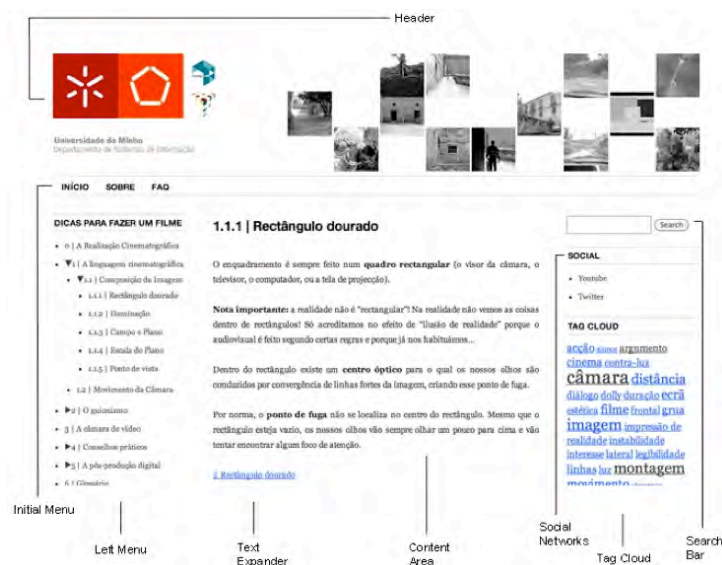 Header
Universidade do Minho
Departamento de Sistemas de Informação
INÍCIO SOBRE FAQ
DICAS PARA FAZER UM FILME
0 | A Realização Cinematográfica
▼1 | A linguagem cinematográfica
▼1.1 | Composição da Imagem
1.1.1 | Rectângulo dourado
1.1.2 | Iluminação
1.1.3 | Campo e Plano
1.1.4 | Escala do Plano
1.1.5 | Ponto de vista
1.2 | Movimento da Câmara
▶2 | O guionismo
3 | A câmara de vídeo
▶4 | Conselhos práticos
▶5 | A pós-produção digital
6 | Glossário
1.1.1 | Rectângulo dourado
O enquadramento é sempre feito num quadro rectangular (o visor da câmara, o
televisor, o computador, ou a tela de projecção).
Nota importante: a realidade não é "rectangular"! Na realidade não vemos as coisas
dentro de rectângulos! Só acreditamos no efeito de "ilusão de realidade" porque o
audiovisual é feito segundo certas regras e porque já nos habituámos...
Dentro do rectângulo existe um centro óptico para o qual os nossos olhos são
conduzidos por convergência de linhas fortes da imagem, criando esse ponto de fuga.
Por norma, o ponto de fuga não se localiza no centro do rectângulo. Mesmo que o
rectângulo esteja vazio, os nossos olhos vão sempre olhar um pouco para cima e vão
tentar encontrar algum foco de atenção.
Rectângulo dourado
Search
SOCIAL
Youtube
Twitter
TAG CLOUD
acção argumento
cinema contra-luz
câmara distância
diálogo dolly duração ecrã
estética filme frontal grua
imagem impressão de
realidade instabilidade
interesse lateral legibilidade
linhas luz montagem
movimento
Initial Menu
Left Menu
Text
Expander
Content
Area
Social
Networks
Tag Cloud
Search
Bar